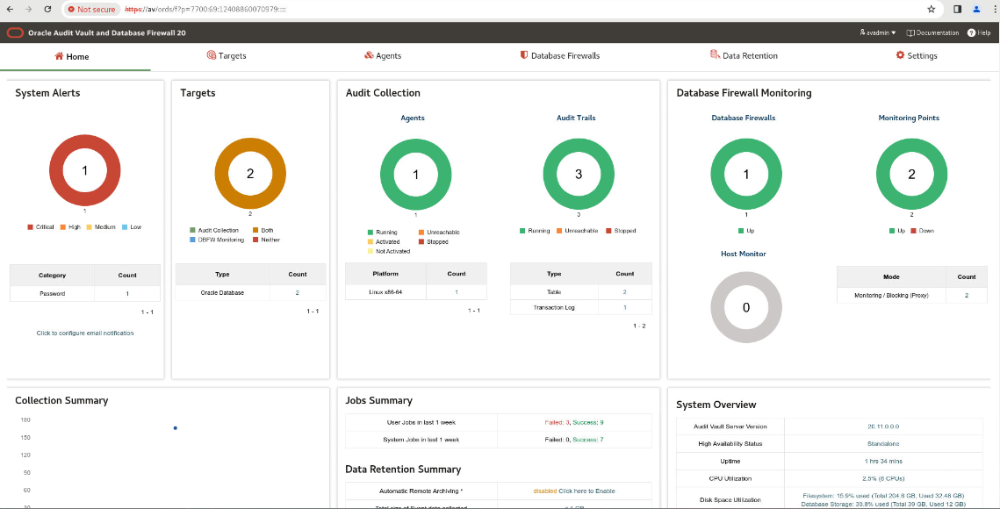 Not secure https://av/ords/f?p=7700:69:12408860070979::::
Oracle Audit Vault and Database Firewall 20
avadmin Documentation ? Help
Home Targets Agents Database Firewalls Data Retention Settings
System Alerts
1
1
Critical High Medium Low
Category Count
Password 1
1 - 1
Click to configure email notification
Targets
2
2
Audit Collection Both
DBFW Monitoring Neither
Type Count
Oracle Database 2
1 - 1
Audit Collection
Agents
1
1
Running Unreachable
Activated Stopped
Not Activated
Platform Count
Linux x86-64 1
1 - 1
Audit Trails
3
3
Running Unreachable Stopped
Type Count
Table 2
Transaction Log 1
1 - 2
Database Firewall Monitoring
Database Firewalls
1
1
Up
Host Monitor
0
Monitoring Points
2
2
Up Down
Mode Count
Monitoring / Blocking (Proxy) 2
Collection Summary
180
150
120
90
60
30
Jobs Summary
User Jobs in last 1 week Failed: 3, Success: 9
System Jobs in last 1 week Failed: 0, Success: 7
Data Retention Summary
Automatic Remote Archiving * disabled Click here to Enable
Total size of Event data collected < 1 GB
System Overview
Audit Vault Server Version 20.11.0.0.0
High Availability Status Standalone
Uptime 1 hrs 34 mins
CPU Utilization 2.5% (8 CPUs)
Disk Space Utilization Filesystem: 15.9% used (Total 204.6 GB, Used 32.48 GB)
Database Storage: 30.8% used (Total 39 GB, Used 12 GB)